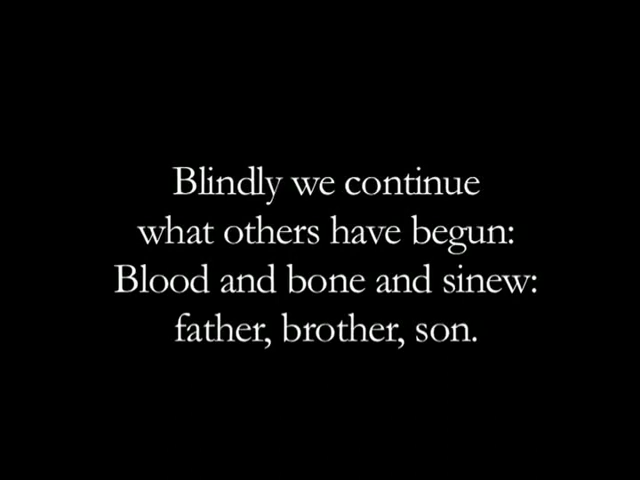 Blindly we continue
what others have begun:
Blood and bone and sinew:
father, brother, son.